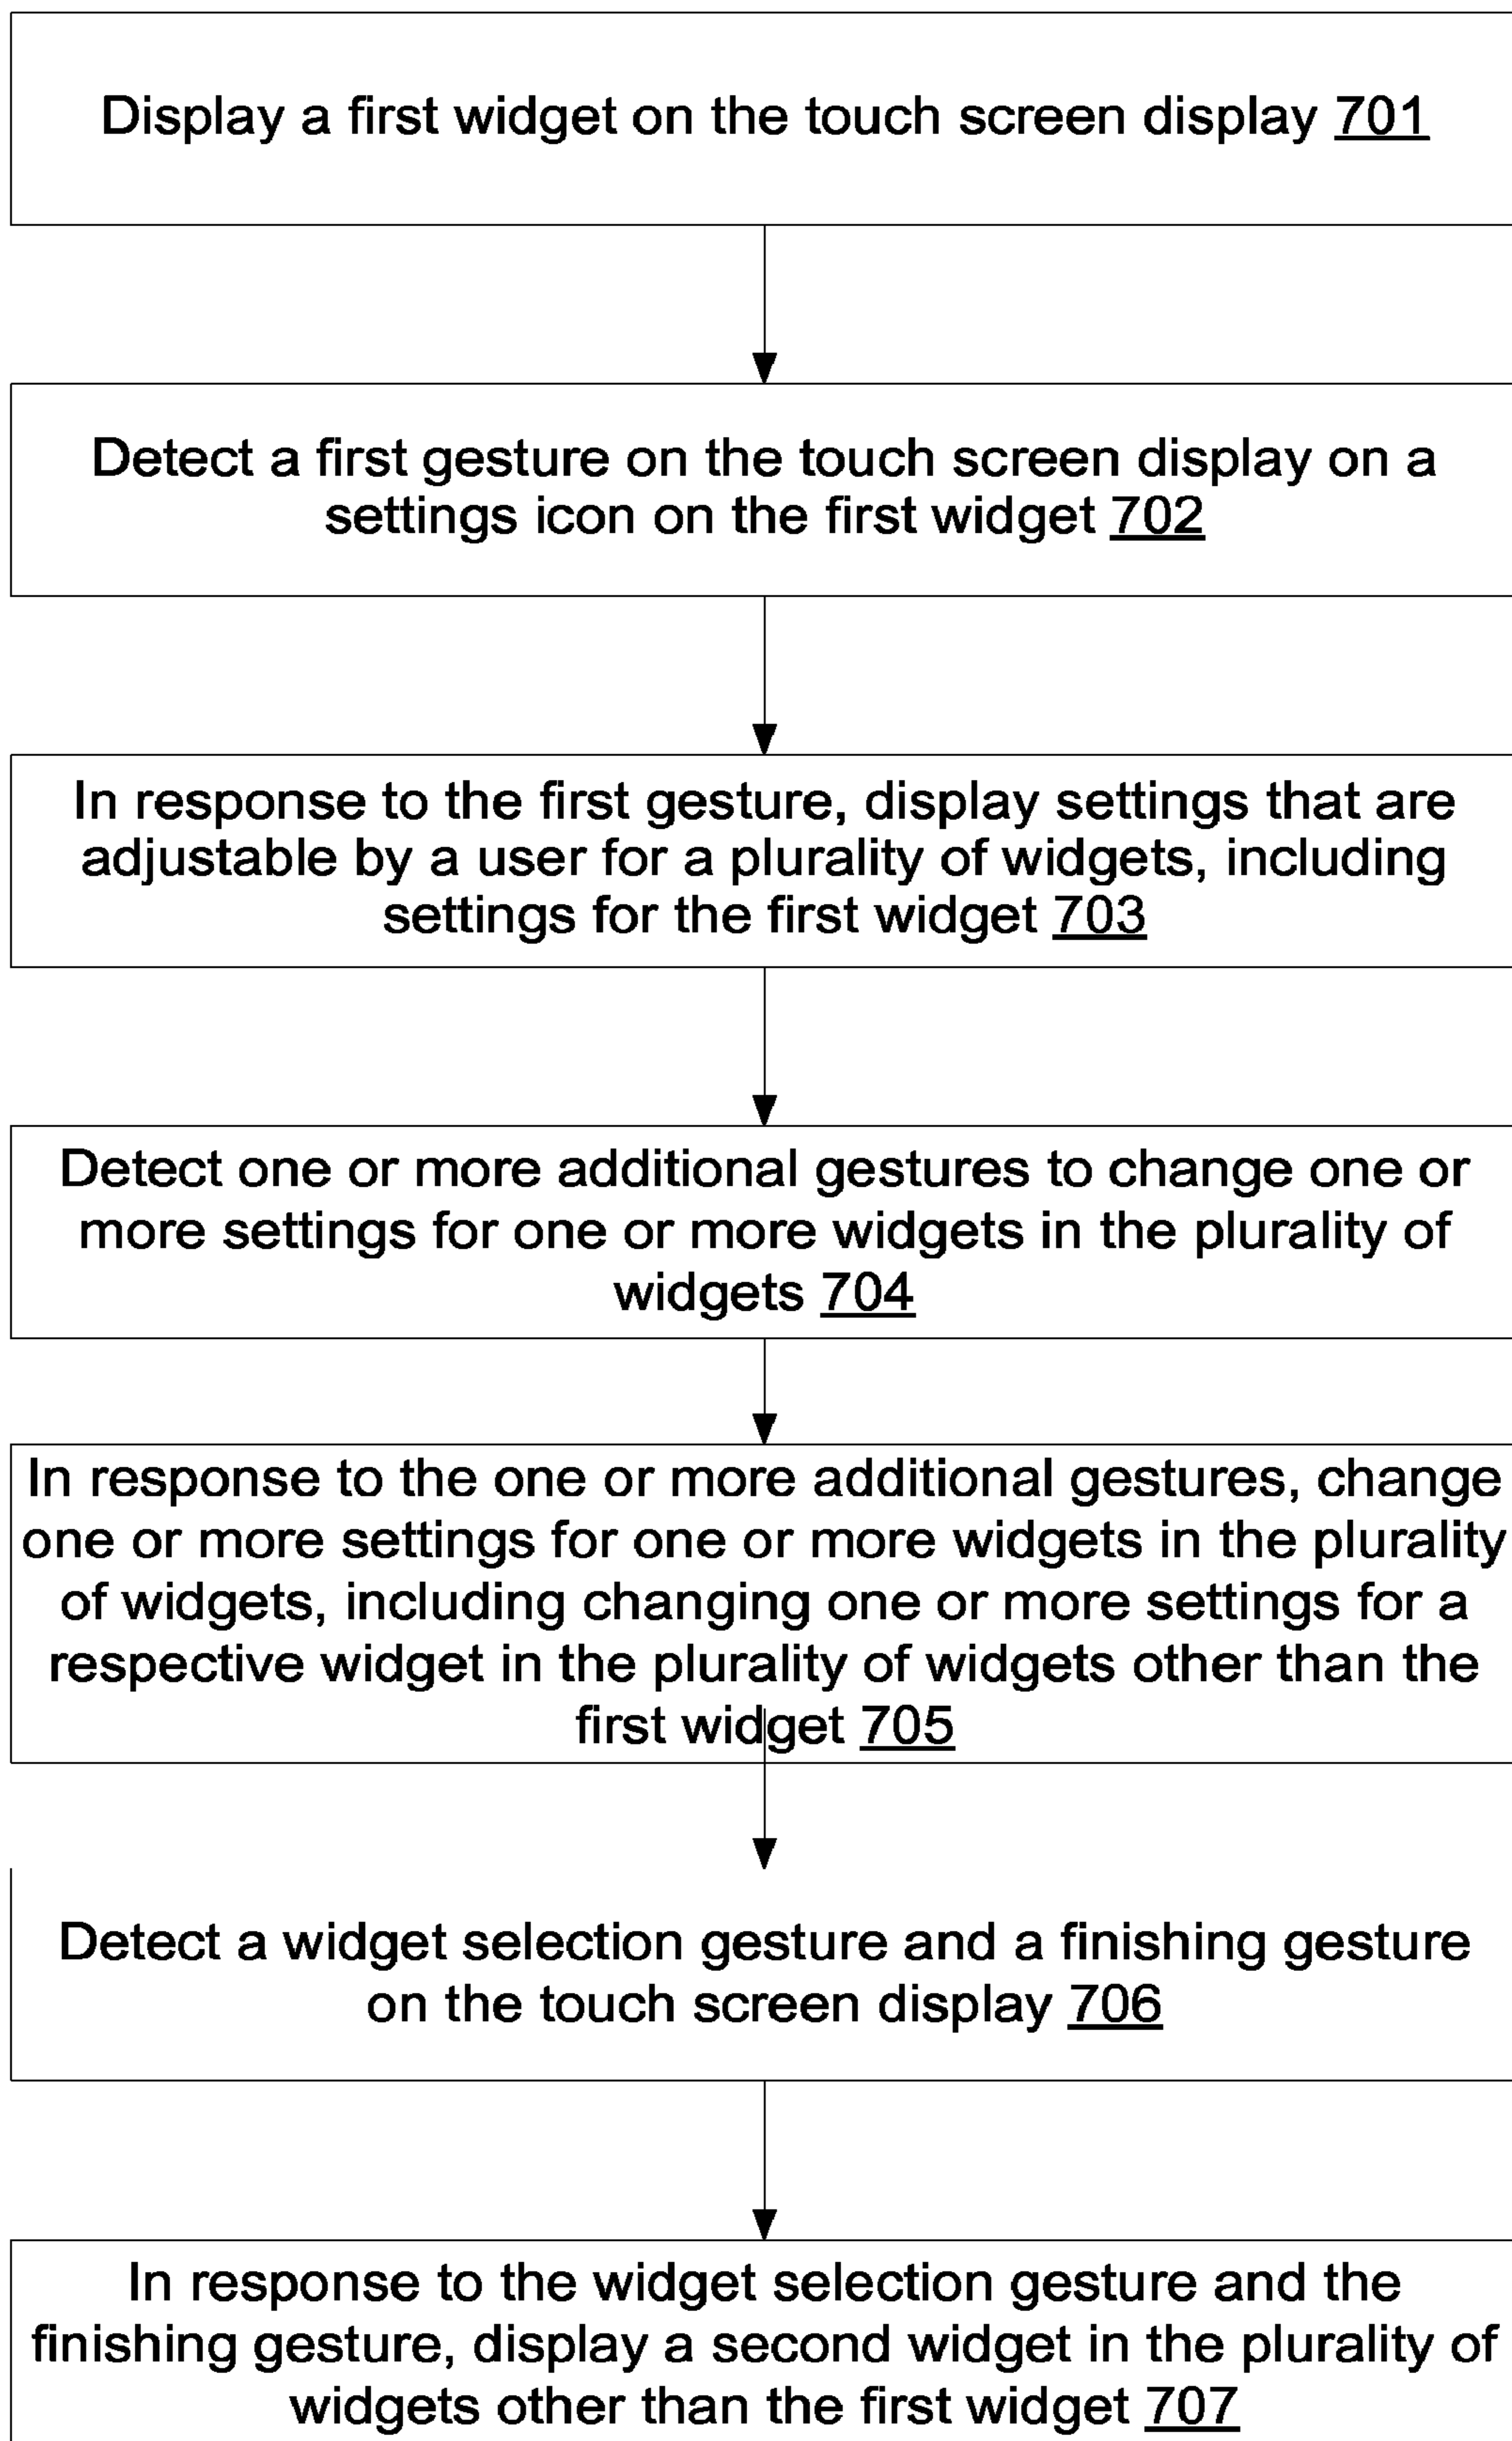 Display a first widget on the touch screen display 701
Detect a first gesture on the touch screen display on a
settings icon on the first widget 702
In response to the first gesture, display settings that are
adjustable by a user for a plurality of widgets, including
settings for the first widget 703
Detect one or more additional gestures to change one or
more settings for one or more widgets in the plurality of
widgets 704
In response to the one or more additional gestures, change
one or more settings for one or more widgets in the plurality
of widgets, including changing one or more settings for a
respective widget in the plurality of widgets other than the
first widget 705
Detect a widget selection gesture and a finishing gesture
on the touch screen display 706
In response to the widget selection gesture and the
finishing gesture, display a second widget in the plurality of
widgets other than the first widget 707